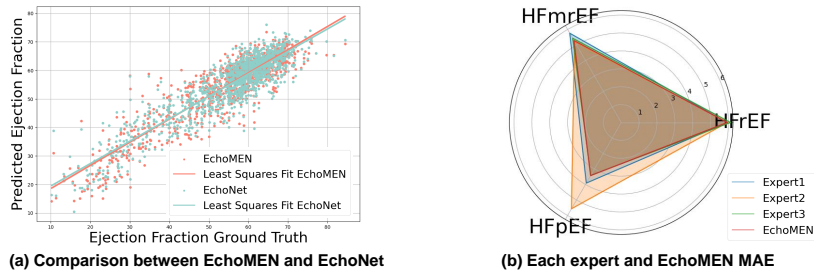 80
70
60
50
40
30
20
10
Predicted Ejection Fraction
EchoMEN
Least Squares Fit EchoMEN
EchoNet
Least Squares Fit EchoNet
10 20 30 40 50 60 70 80
Ejection Fraction Ground Truth
(a) Comparison between EchoMEN and EchoNet
HFmrEF
1 2 3 4 5 6
HFrEF
HFpEF
Expert1
Expert2
Expert3
EchoMEN
(b) Each expert and EchoMEN MAE